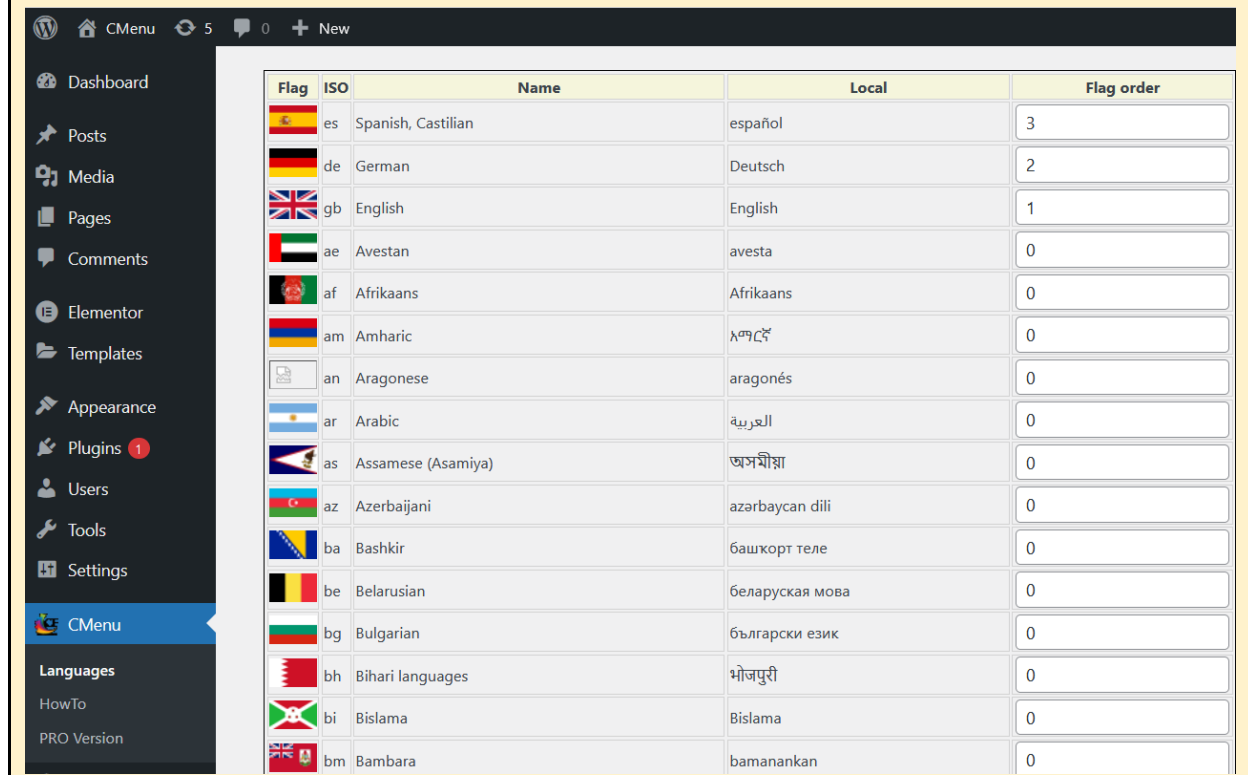 CMenu 5 0 New
Dashboard
Posts
Media
Pages
Comments
Elementor
Templates
Appearance
Plugins 1
Users
Tools
Settings
CMenu
Languages
HowTo
PRO Version
Flag ISO Name Local Flag order
es Spanish, Castilian español 3
de German Deutsch 2
gb English English 1
ae Avestan avesta 0
af Afrikaans Afrikaans 0
am Amharic አማርኛ 0
an Aragonese aragonés 0
ar Arabic العربية 0
as Assamese (Asamiya) অসমীয়া 0
az Azerbaijani azərbaycan dili 0
ba Bashkir башҡорт теле 0
be Belarusian беларуская мова 0
bg Bulgarian български език 0
bh Bihari languages भोजपुरी 0
bi Bislama Bislama 0
bm Bambara bamanankan 0